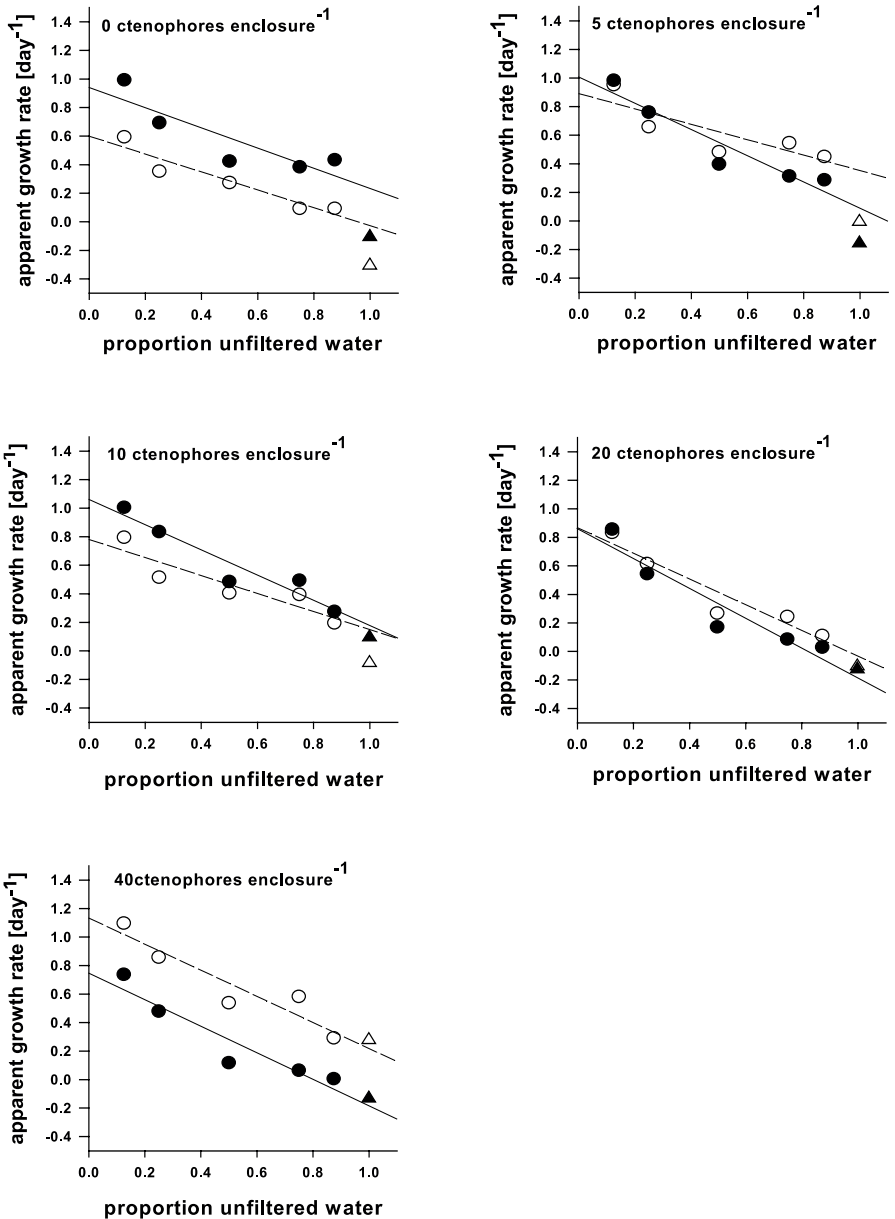 0 ctenophores enclosure-1
apparent growth rate [day-1]
1.4
1.2
1.0
0.8
0.6
0.4
0.2
0.0
-0.2
-0.4
0.0 0.2 0.4 0.6 0.8 1.0
proportion unfiltered water
5 ctenophores enclosure-1
apparent growth rate [day-1]
1.4
1.2
1.0
0.8
0.6
0.4
0.2
0.0
-0.2
-0.4
0.0 0.2 0.4 0.6 0.8 1.0
proportion unfiltered water
10 ctenophores enclosure-1
apparent growth rate [day-1]
1.4
1.2
1.0
0.8
0.6
0.4
0.2
0.0
-0.2
-0.4
0.0 0.2 0.4 0.6 0.8 1.0
proportion unfiltered water
20 ctenophores enclosure-1
apparent growth rate [day-1]
1.4
1.2
1.0
0.8
0.6
0.4
0.2
0.0
-0.2
-0.4
0.0 0.2 0.4 0.6 0.8 1.0
proportion unfiltered water
40ctenophores enclosure-1
apparent growth rate [day-1]
1.4
1.2
1.0
0.8
0.6
0.4
0.2
0.0
-0.2
-0.4
0.0 0.2 0.4 0.6 0.8 1.0
proportion unfiltered water